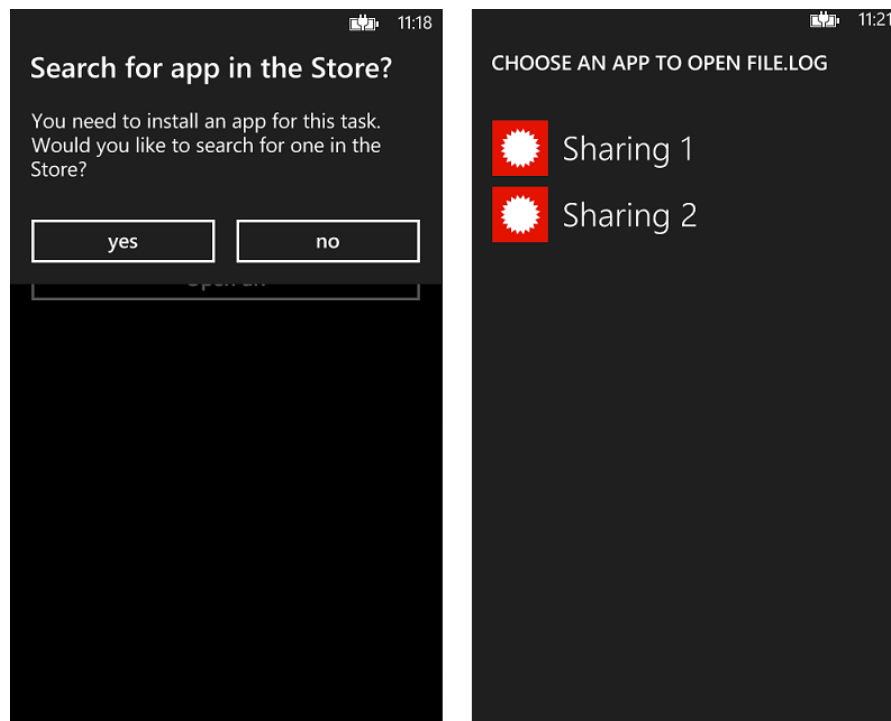 11:18
Search for app in the Store?
You need to install an app for this task.
Would you like to search for one in the
Store?
yes
no
11:21
CHOOSE AN APP TO OPEN FILE.LOG
Sharing 1
Sharing 2